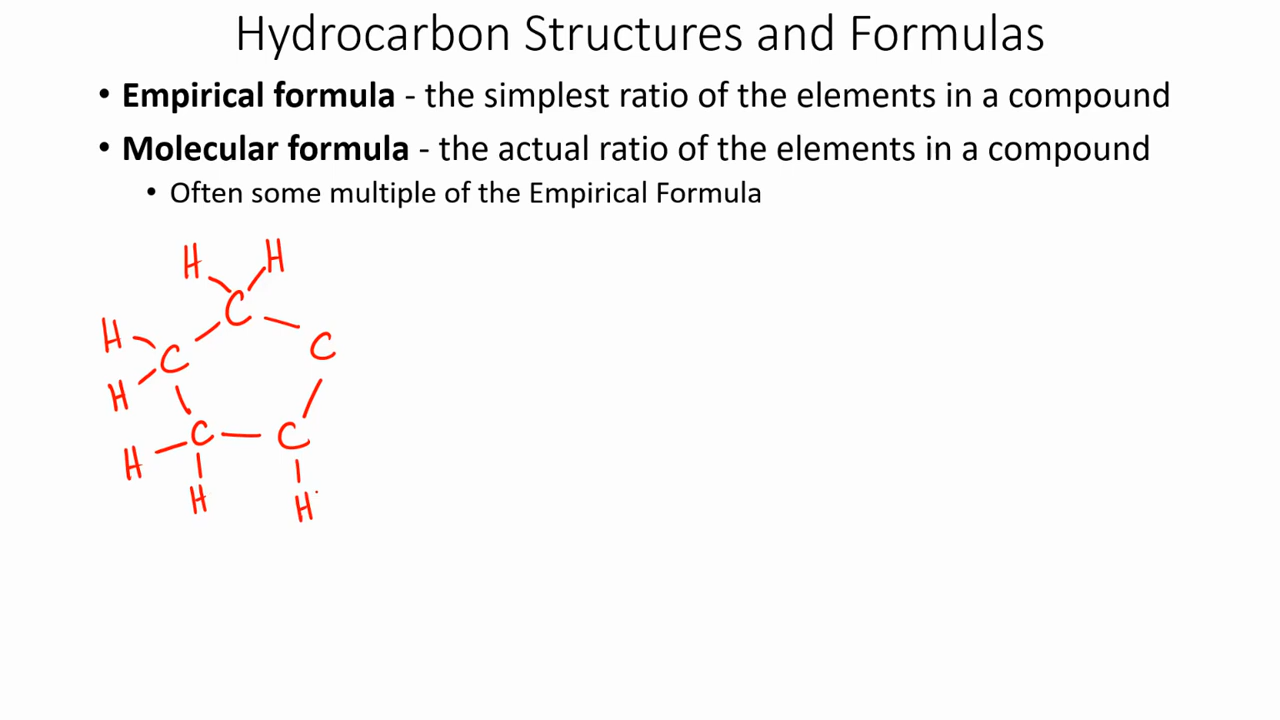 Hydrocarbon Structures and Formulas
• Empirical formula - the simplest ratio of the elements in a compound
• Molecular formula - the actual ratio of the elements in a compound
• Often some multiple of the Empirical Formula
H H
C
H C C
H
C C
H
H H